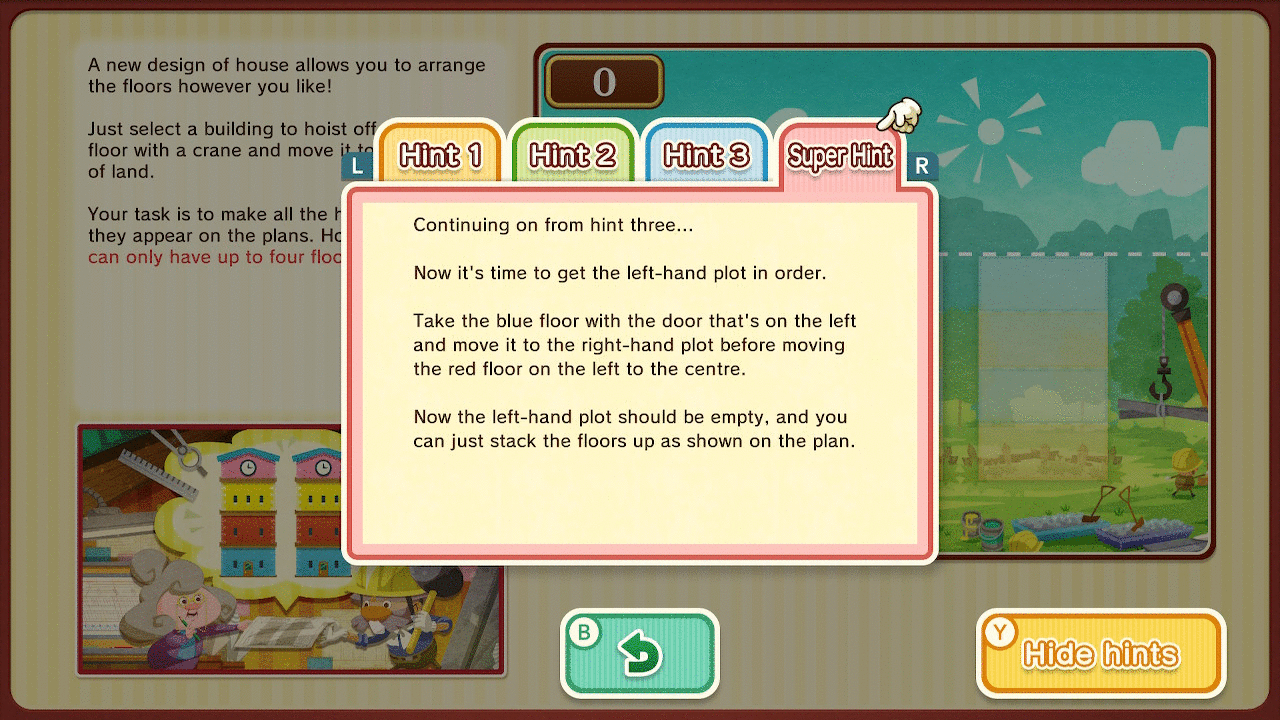 A new design of house allows you to arrange
the floors however you like!
Just select a building to hoist off
floor with a crane and move it to
of land.
Your task is to make all the h
they appear on the plans. Ho
can only have up to four floo
0
L
Hint 1
Hint 2
Hint 3
Super Hint
R
Continuing on from hint three...
Now it's time to get the left-hand plot in order.
Take the blue floor with the door that's on the left
and move it to the right-hand plot before moving
the red floor on the left to the centre.
Now the left-hand plot should be empty, and you
can just stack the floors up as shown on the plan.
B
Y
Hide hints